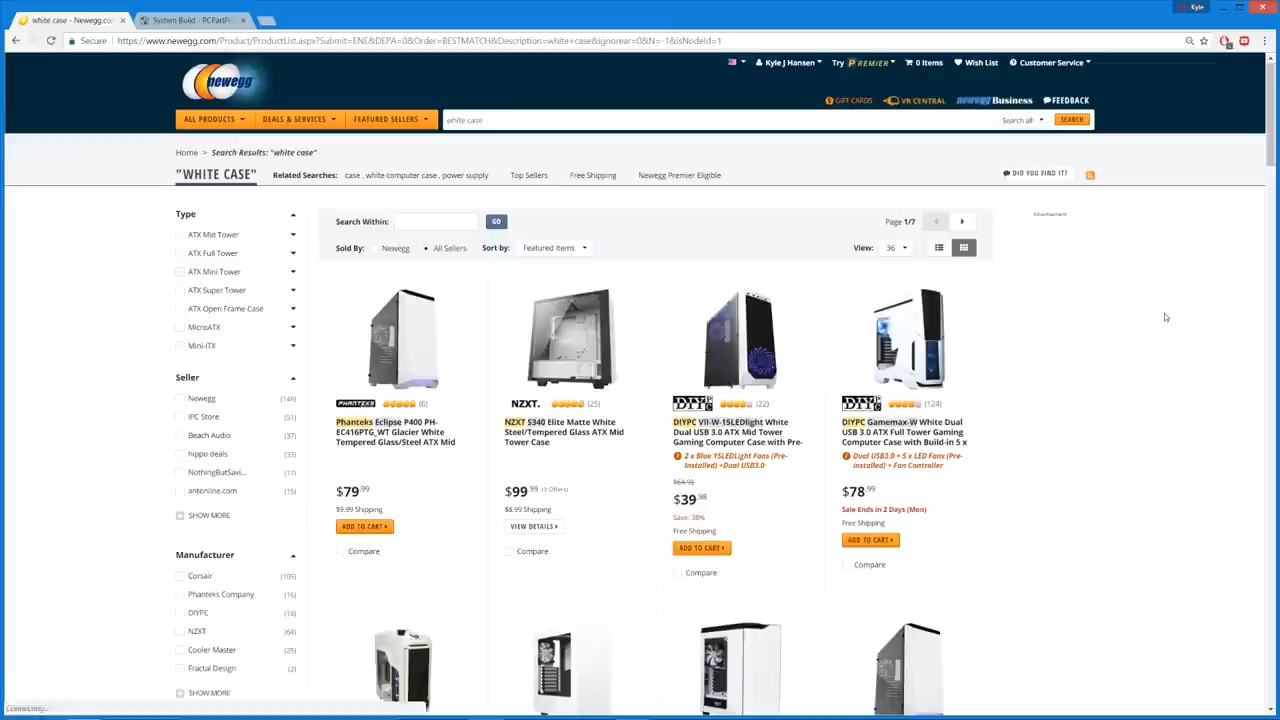 white case - Newegg.co
System Build - PCPartP
Kyle
Secure
https://www.newegg.com/Product/ProductList.aspx?Submit=ENE&DEPA=0&Order=BESTMATCH&Description=white+case&ignorear=0&N=-1&isNodeId=1
newegg
Kyle J Hansen
Try PREMIER
0 Items
Wish List
Customer Service
GIFT CARDS
VR CENTRAL
newegg Business
FEEDBACK
ALL PRODUCTS
DEALS & SERVICES
FEATURED SELLERS
white case
Search all
SEARCH
Home > Search Results: "white case"
"WHITE CASE"
Related Searches: case , white computer case , power supply
Top Sellers
Free Shipping
Newegg Premier Eligible
DID YOU FIND IT?
Type
ATX Mid Tower
ATX Full Tower
ATX Mini Tower
ATX Super Tower
ATX Open Frame Case
MicroATX
Mini-ITX
Seller
Newegg (149)
IPC Store (51)
Beach Audio (37)
hippo deals (33)
NothingButSavi... (17)
antonline.com (15)
SHOW MORE
Manufacturer
Corsair (105)
Phanteks Company (16)
DIYPC (16)
NZXT (64)
Cooler Master (25)
Fractal Design (2)
SHOW MORE
Search Within:
GO
Page 1/7
Sold By: Newegg All Sellers
Sort by: Featured Items
View: 36
Advertisement
PHANTEKS (6)
Phanteks Eclipse P400 PH-
EC416PTG_WT Glacier White
Tempered Glass/Steel ATX Mid
$79.99
$9.99 Shipping
ADD TO CART
Compare
NZXT. (25)
NZXT S340 Elite Matte White
Steel/Tempered Glass ATX Mid
Tower Case
$99.99 (3 Offers)
$8.99 Shipping
VIEW DETAILS
Compare
DIYPC (22)
DIYPC VII-W-15LEDlight White
Dual USB 3.0 ATX Mid Tower
Gaming Computer Case with Pre-
2 x Blue 15LEDLight Fans (Pre-
Installed) +Dual USB3.0
$64.98
$39.98
Save: 38%
Free Shipping
ADD TO CART
Compare
DIYPC (124)
DIYPC Gamemax-W White Dual
USB 3.0 ATX Full Tower Gaming
Computer Case with Build-in 5 x
Dual USB3.0 + 5 x LED Fans (Pre-
installed) + Fan Controller
$78.99
Sale Ends in 2 Days (Mon)
Free Shipping
ADD TO CART
Compare
Connecting...